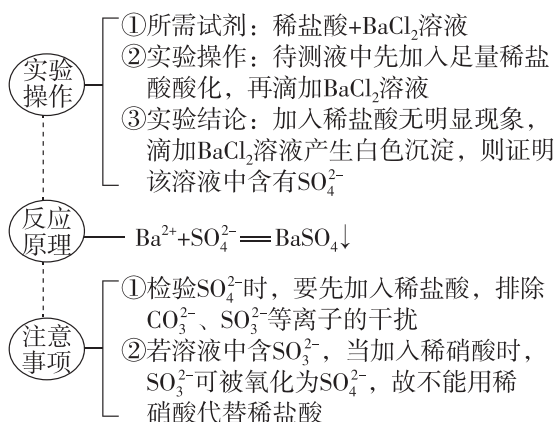 实验
操作
①所需试剂：稀盐酸+BaCl₂溶液
②实验操作：待测液中先加入足量稀盐
酸酸化，再滴加BaCl₂溶液
③实验结论：加入稀盐酸无明显现象，
滴加BaCl₂溶液产生白色沉淀，则证明
该溶液中含有SO₄²⁻
反应
原理
Ba²⁺+SO₄²⁻═BaSO₄↓
注意
事项
①检验SO₄²⁻时，要先加入稀盐酸，排除
CO₃²⁻、SO₃²⁻等离子的干扰
②若溶液中含SO₃²⁻，当加入稀硝酸时，
SO₃²⁻可被氧化为SO₄²⁻，故不能用稀
硝酸代替稀盐酸